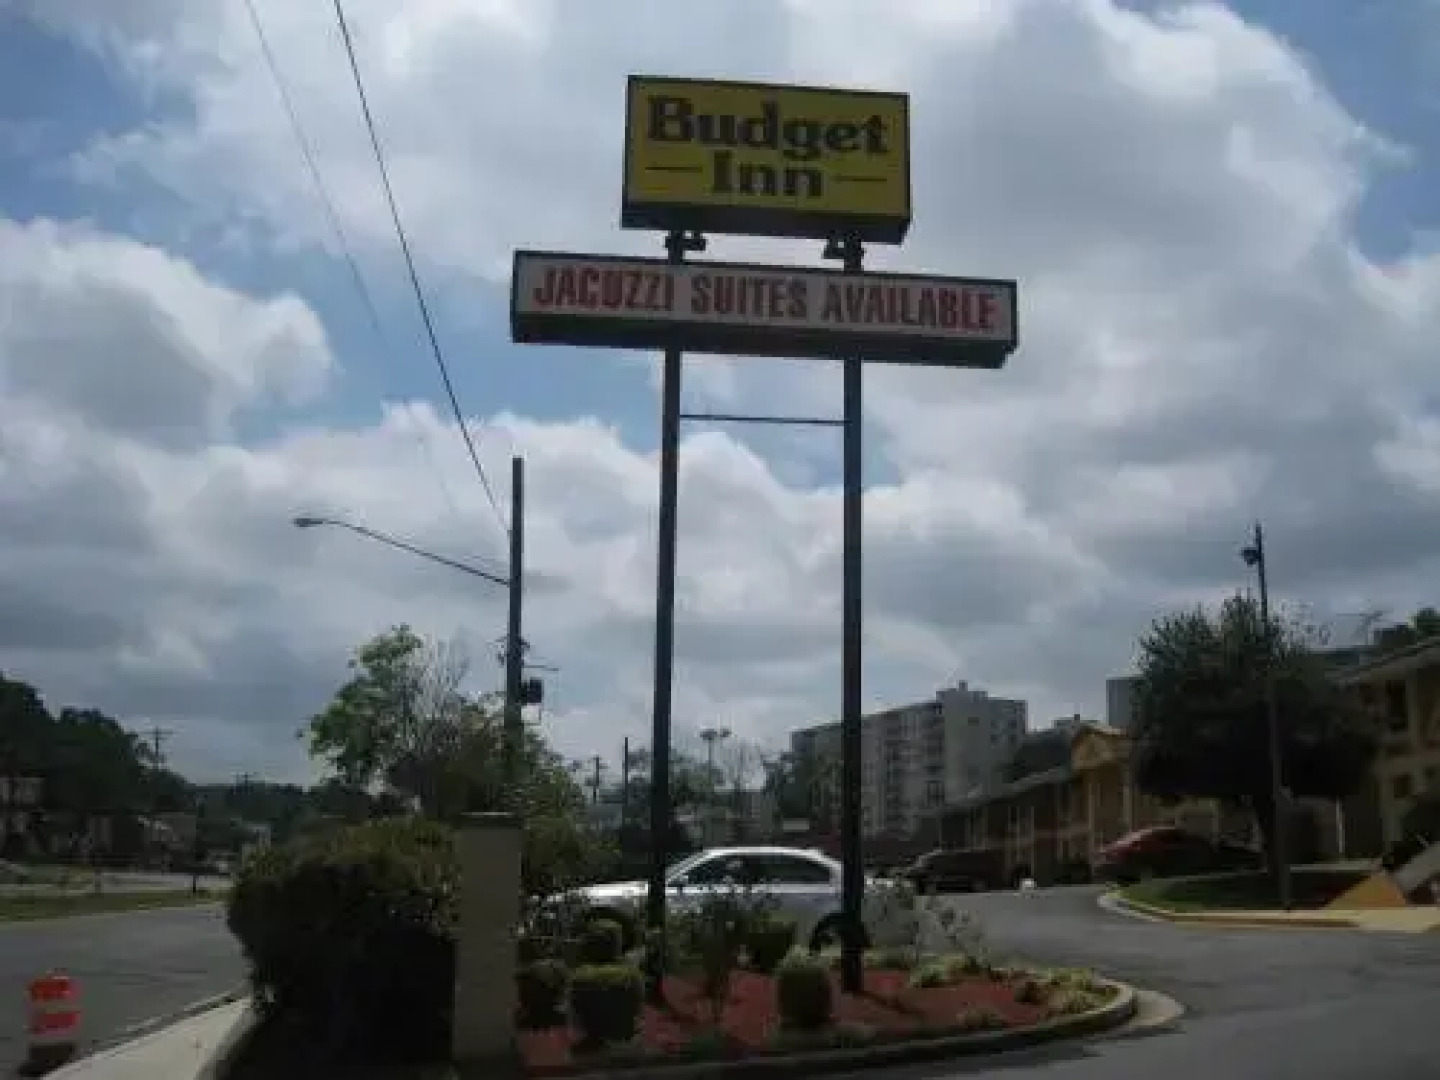 Budget
Inn
JACUZZI SUITES AVAILABLE